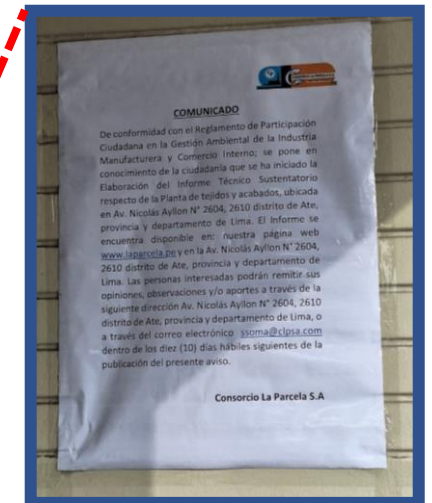 COMUNICADO
De conformidad con el Reglamento de Participación
Ciudadana en la Gestión Ambiental de la Industria
Manufacturera y Comercio Interno; se pone en
conocimiento de la ciudadanía que se ha iniciado la
Elaboración del Informe Técnico Sustentatorio
respecto de la Planta de tejidos y acabados, ubicada
en Av. Nicolás Ayllon N° 2604, 2610 distrito de Ate,
provincia y departamento de Lima. El Informe se
encuentra disponible en: nuestra página web
www.laparcela.pe y en la Av. Nicolás Ayllon N° 2604,
2610 distrito de Ate, provincia y departamento de
Lima. Las personas interesadas podrán remitir sus
opiniones, observaciones y/o aportes a través de la
siguiente dirección Av. Nicolás Ayllon N° 2604, 2610
distrito de Ate, provincia y departamento de Lima, o
a través del correo electrónico ssoma@clpsa.com
dentro de los diez (10) días hábiles siguientes de la
publicación del presente aviso.
Consorcio La Parcela S.A